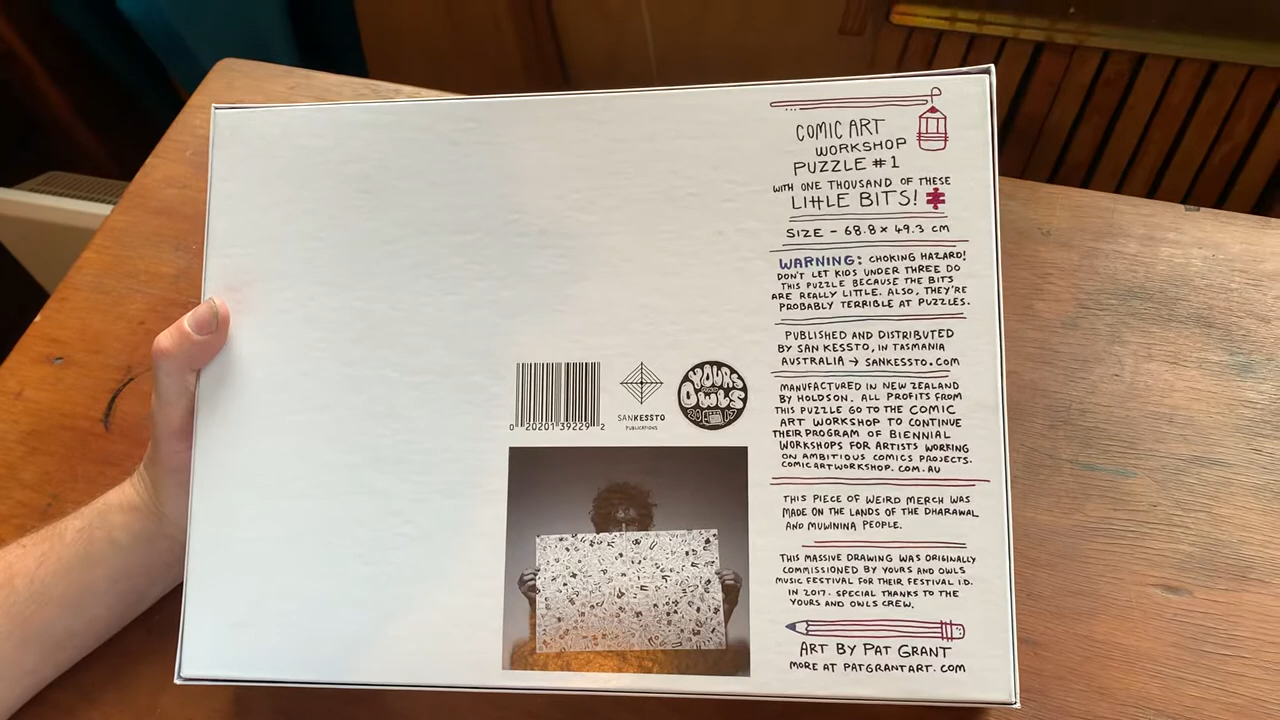 COMIC ART
WORKSHOP
PUZZLE #1
WITH ONE THOUSAND OF THESE
LITTLE BITS!
SIZE - 68.8 x 49.3 CM
WARNING: CHOKING HAZARD!
DON'T LET KIDS UNDER THREE DO
THIS PUZZLE BECAUSE THE BITS
ARE REALLY LITTLE. ALSO, THEY'RE
PROBABLY TERRIBLE AT PUZZLES.
PUBLISHED AND DISTRIBUTED
BY SAN KESSTO, IN TASMANIA
AUSTRALIA → SANKESSTO.COM
MANUFACTURED IN NEW ZEALAND
BY HOLDSON. ALL PROFITS FROM
THIS PUZZLE GO TO THE COMIC
ART WORKSHOP TO CONTINUE
THEIR PROGRAM OF BIENNIAL
WORKSHOPS FOR ARTISTS WORKING
ON AMBITIOUS COMICS PROJECTS.
COMICARTWORKSHOP.COM.AU
THIS PIECE OF WEIRD MERCH WAS
MADE ON THE LANDS OF THE DHARAWAL
AND MUWININA PEOPLE.
THIS MASSIVE DRAWING WAS ORIGINALLY
COMMISSIONED BY YOURS AND OWLS
MUSIC FESTIVAL FOR THEIR FESTIVAL I.D.
IN 2017. SPECIAL THANKS TO THE
YOURS AND OWLS CREW.
ART BY PAT GRANT
MORE AT PATGRANTART.COM
0 20201 39229 2
SANKESSTO
PUBLICATIONS
YOURS
AND
OWLS
2017